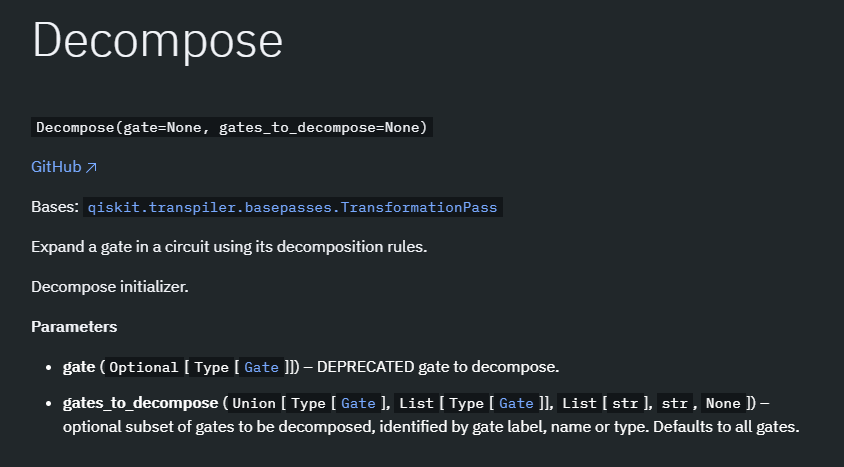 Decompose
Decompose(gate=None, gates_to_decompose=None)
GitHub ↗
Bases: qiskit.transpiler.basepasses.TransformationPass
Expand a gate in a circuit using its decomposition rules.
Decompose initializer.
Parameters
• gate (Optional[Type[Gate]]) – DEPRECATED gate to decompose.
• gates_to_decompose (Union[Type[Gate], List[Type[Gate]], List[str], str, None]) –
optional subset of gates to be decomposed, identified by gate label, name or type. Defaults to all gates.